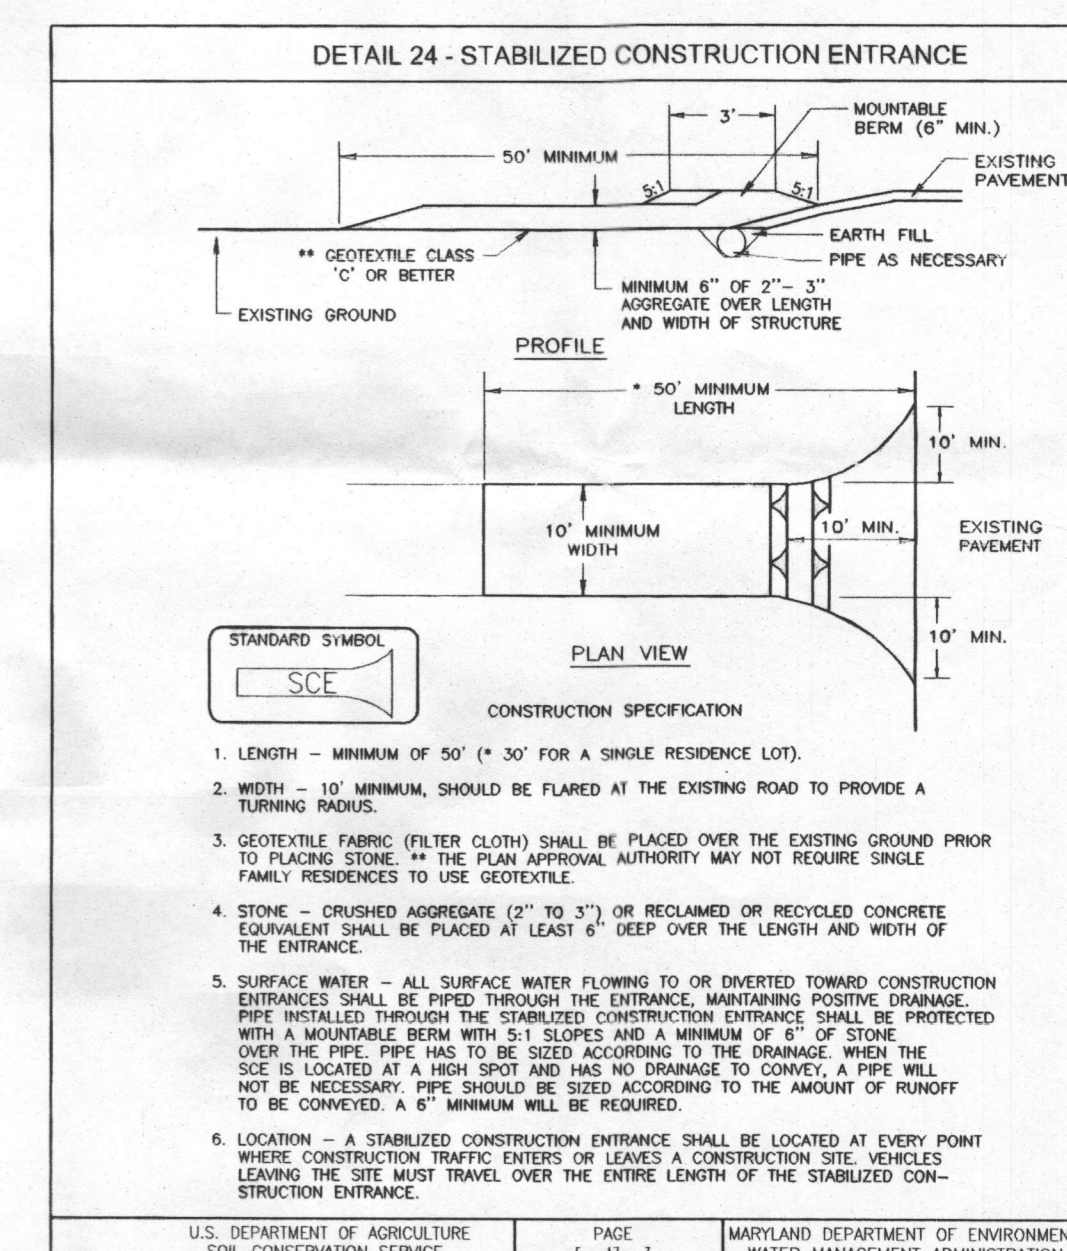 DETAIL 24 - STABILIZED CONSTRUCTION ENTRANCE
3'
MOUNTABLE
BERM (6" MIN.)
50' MINIMUM
EXISTING
PAVEMENT
5:1
5:1
** GEOTEXTILE CLASS
'C' OR BETTER
EARTH FILL
PIPE AS NECESSARY
MINIMUM 6" OF 2"- 3"
AGGREGATE OVER LENGTH
AND WIDTH OF STRUCTURE
EXISTING GROUND
PROFILE
* 50' MINIMUM
LENGTH
10' MIN.
10' MINIMUM
WIDTH
10' MIN.
EXISTING
PAVEMENT
10' MIN.
STANDARD SYMBOL
SCE
PLAN VIEW
CONSTRUCTION SPECIFICATION
1. LENGTH – MINIMUM OF 50' (* 30' FOR A SINGLE RESIDENCE LOT).
2. WIDTH – 10' MINIMUM, SHOULD BE FLARED AT THE EXISTING ROAD TO PROVIDE A
TURNING RADIUS.
3. GEOTEXTILE FABRIC (FILTER CLOTH) SHALL BE PLACED OVER THE EXISTING GROUND PRIOR
TO PLACING STONE. ** THE PLAN APPROVAL AUTHORITY MAY NOT REQUIRE SINGLE
FAMILY RESIDENCES TO USE GEOTEXTILE.
4. STONE – CRUSHED AGGREGATE (2" TO 3") OR RECLAIMED OR RECYCLED CONCRETE
EQUIVALENT SHALL BE PLACED AT LEAST 6" DEEP OVER THE LENGTH AND WIDTH OF
THE ENTRANCE.
5. SURFACE WATER – ALL SURFACE WATER FLOWING TO OR DIVERTED TOWARD CONSTRUCTION
ENTRANCES SHALL BE PIPED THROUGH THE ENTRANCE, MAINTAINING POSITIVE DRAINAGE.
PIPE INSTALLED THROUGH THE STABILIZED CONSTRUCTION ENTRANCE SHALL BE PROTECTED
WITH A MOUNTABLE BERM WITH 5:1 SLOPES AND A MINIMUM OF 6" OF STONE
OVER THE PIPE. PIPE HAS TO BE SIZED ACCORDING TO THE DRAINAGE. WHEN THE
SCE IS LOCATED AT A HIGH SPOT AND HAS NO DRAINAGE TO CONVEY, A PIPE WILL
NOT BE NECESSARY. PIPE SHOULD BE SIZED ACCORDING TO THE AMOUNT OF RUNOFF
TO BE CONVEYED. A 6" MINIMUM WILL BE REQUIRED.
6. LOCATION – A STABILIZED CONSTRUCTION ENTRANCE SHALL BE LOCATED AT EVERY POINT
WHERE CONSTRUCTION TRAFFIC ENTERS OR LEAVES A CONSTRUCTION SITE. VEHICLES
LEAVING THE SITE MUST TRAVEL OVER THE ENTIRE LENGTH OF THE STABILIZED CON-
STRUCTION ENTRANCE.
U.S. DEPARTMENT OF AGRICULTURE
SOIL CONSERVATION SERVICE
PAGE
MARYLAND DEPARTMENT OF ENVIRONMEN
WATER MANAGEMENT ADMINISTRATION